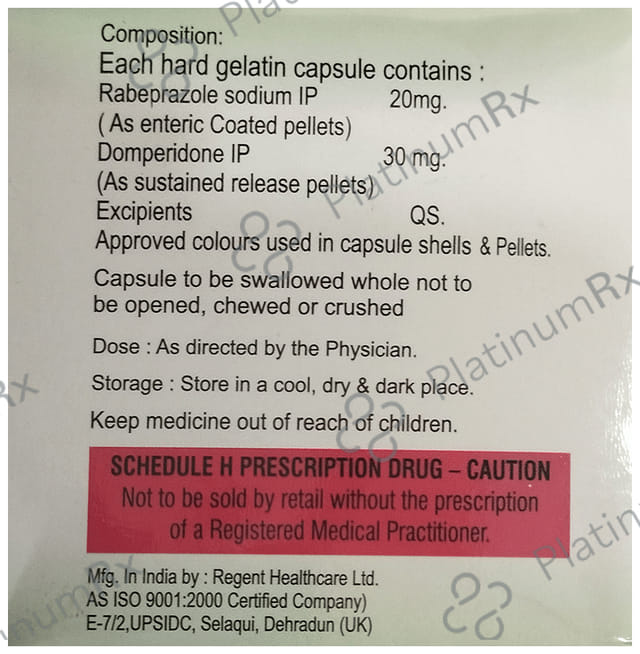 Composition:
Each hard gelatin capsule contains :
Rabeprazole sodium IP 20mg.
( As enteric Coated pellets)
Domperidone IP 30 mg.
(As sustained release pellets)
Excipients QS.
Approved colours used in capsule shells & Pellets.
Capsule to be swallowed whole not to
be opened, chewed or crushed
Dose : As directed by the Physician.
Storage : Store in a cool, dry & dark place.
Keep medicine out of reach of children.
SCHEDULE H PRESCRIPTION DRUG – CAUTION
Not to be sold by retail without the prescription
of a Registered Medical Practitioner.
Mfg. In India by : Regent Healthcare Ltd.
AS ISO 9001:2000 Certified Company)
E-7/2,UPSIDC, Selaqui, Dehradun (UK)
PlatinumRx
PlatinumRx